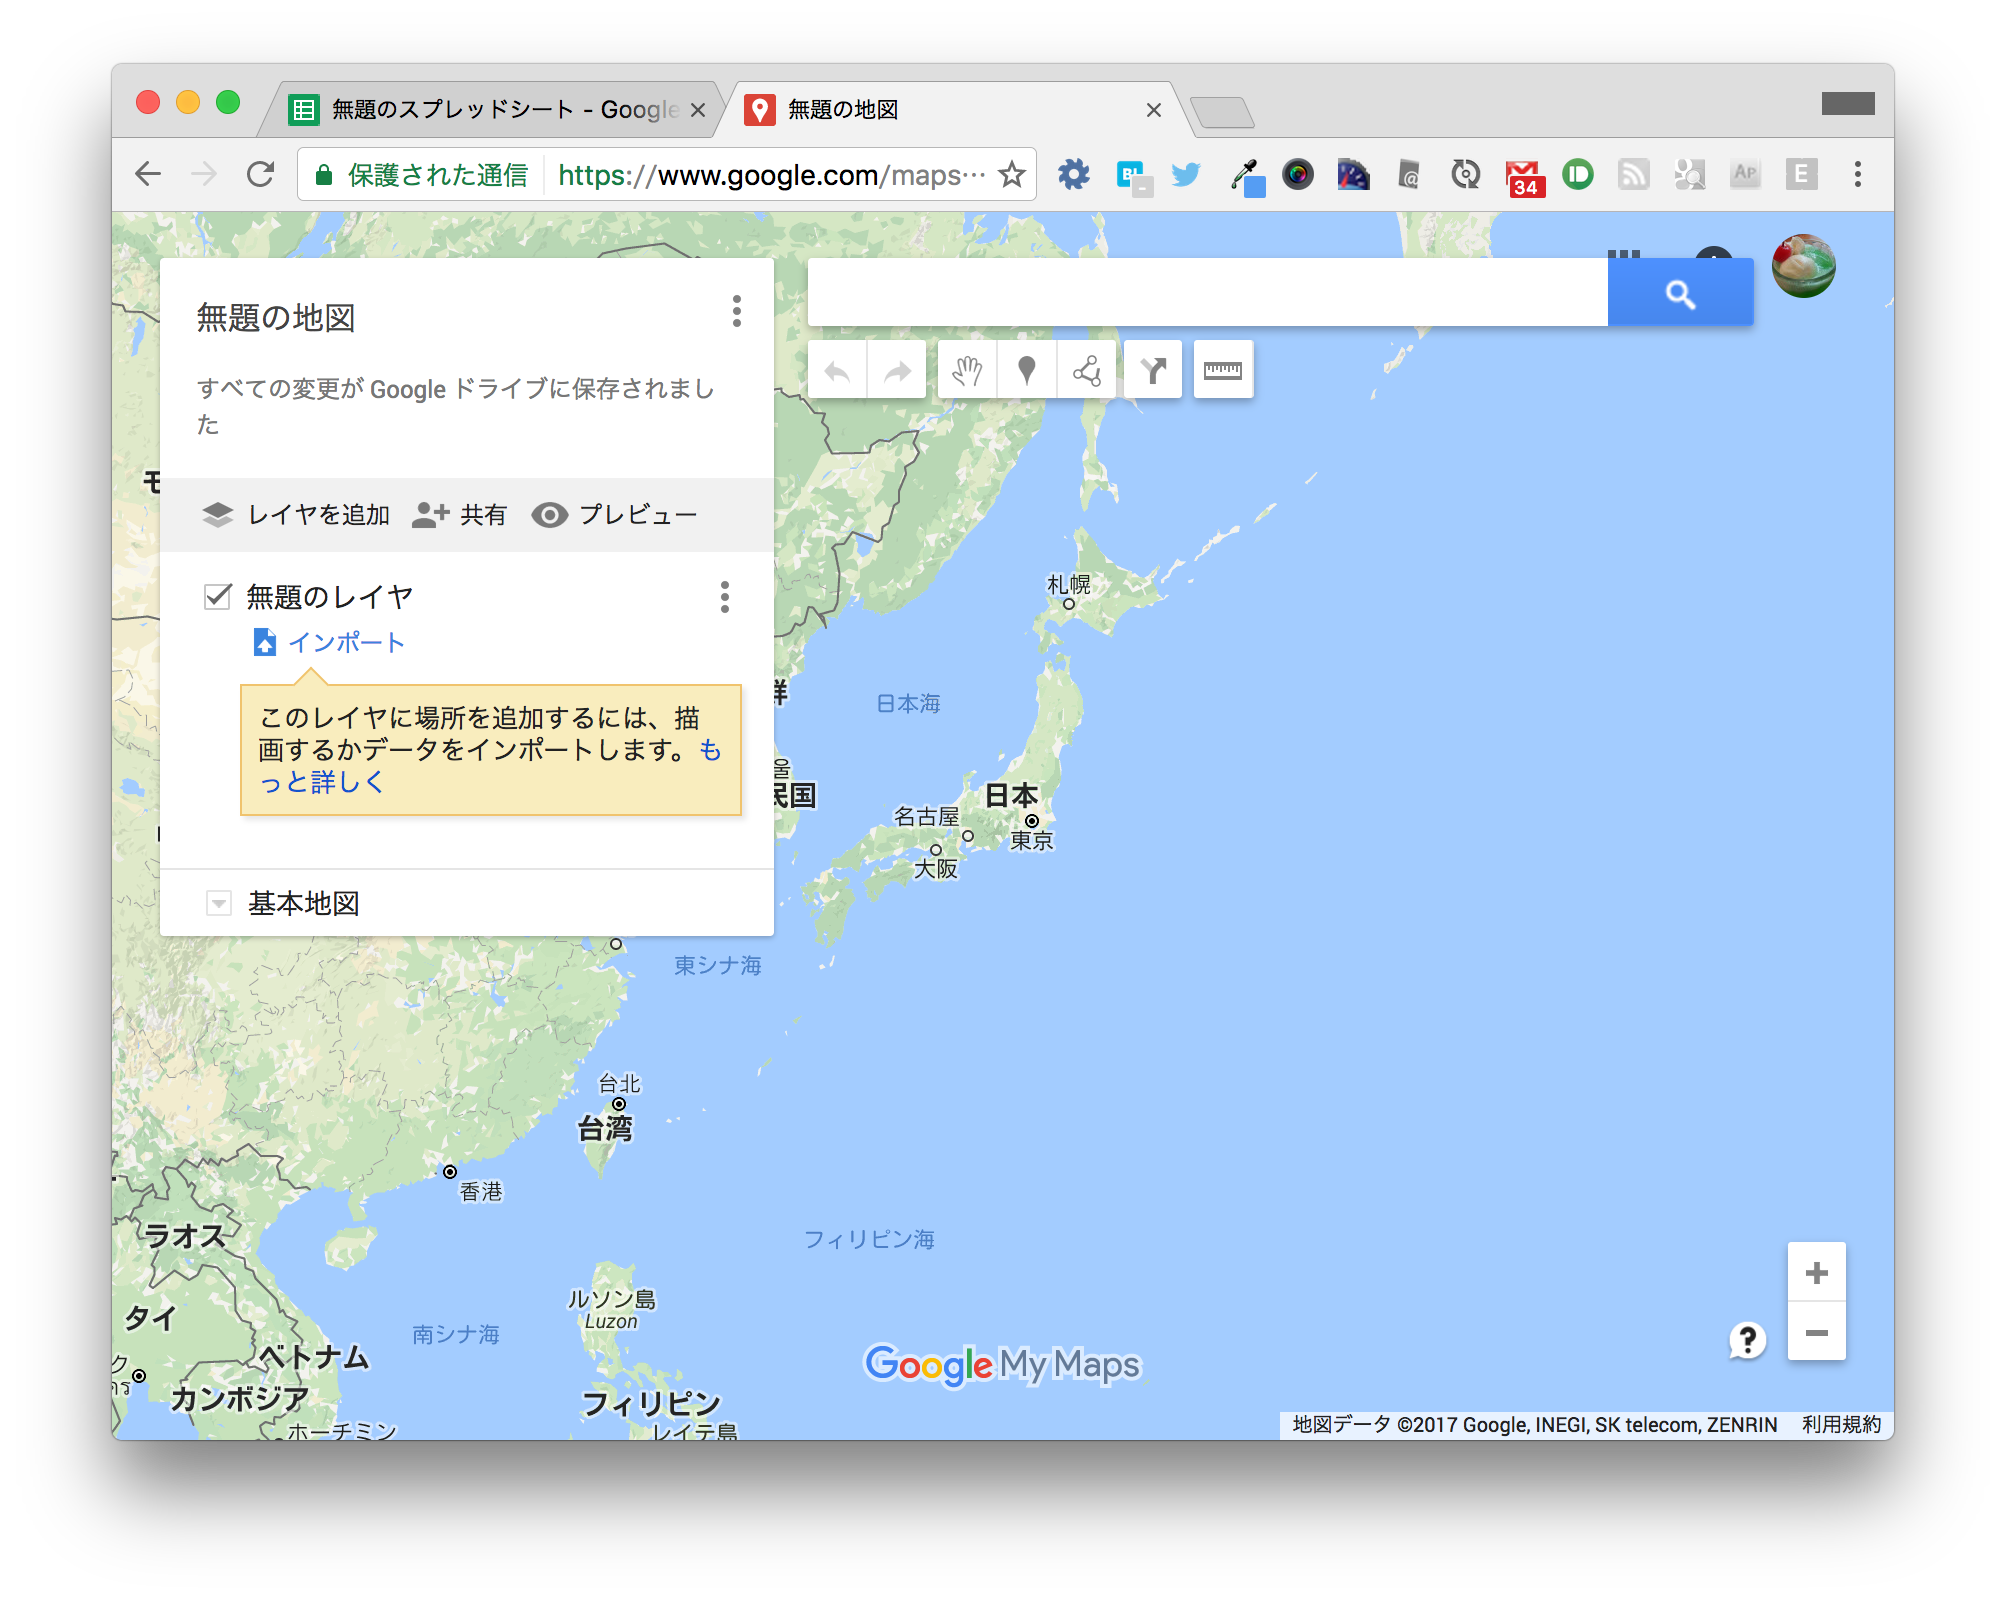 無題のスプレッドシート - Google
無題の地図
保護された通信
https://www.google.com/maps…
B!
34
AP
E
無題の地図
すべての変更が Google ドライブに保存されまし
た
レイヤを追加 共有 プレビュー
無題のレイヤ
インポート
このレイヤに場所を追加するには、描
画するかデータをインポートします。も
っと詳しく
基本地図
札幌
日本海
民国
日本
名古屋
東京
大阪
東シナ海
台北
台湾
香港
ラオス
フィリピン海
ルソン島
Luzon
タイ
南シナ海
ベトナム
カンボジア
Google My Maps
フィリピン
ホーチミン
レイテ島
地図データ ©2017 Google, INEGI, SK telecom, ZENRIN 利用規約